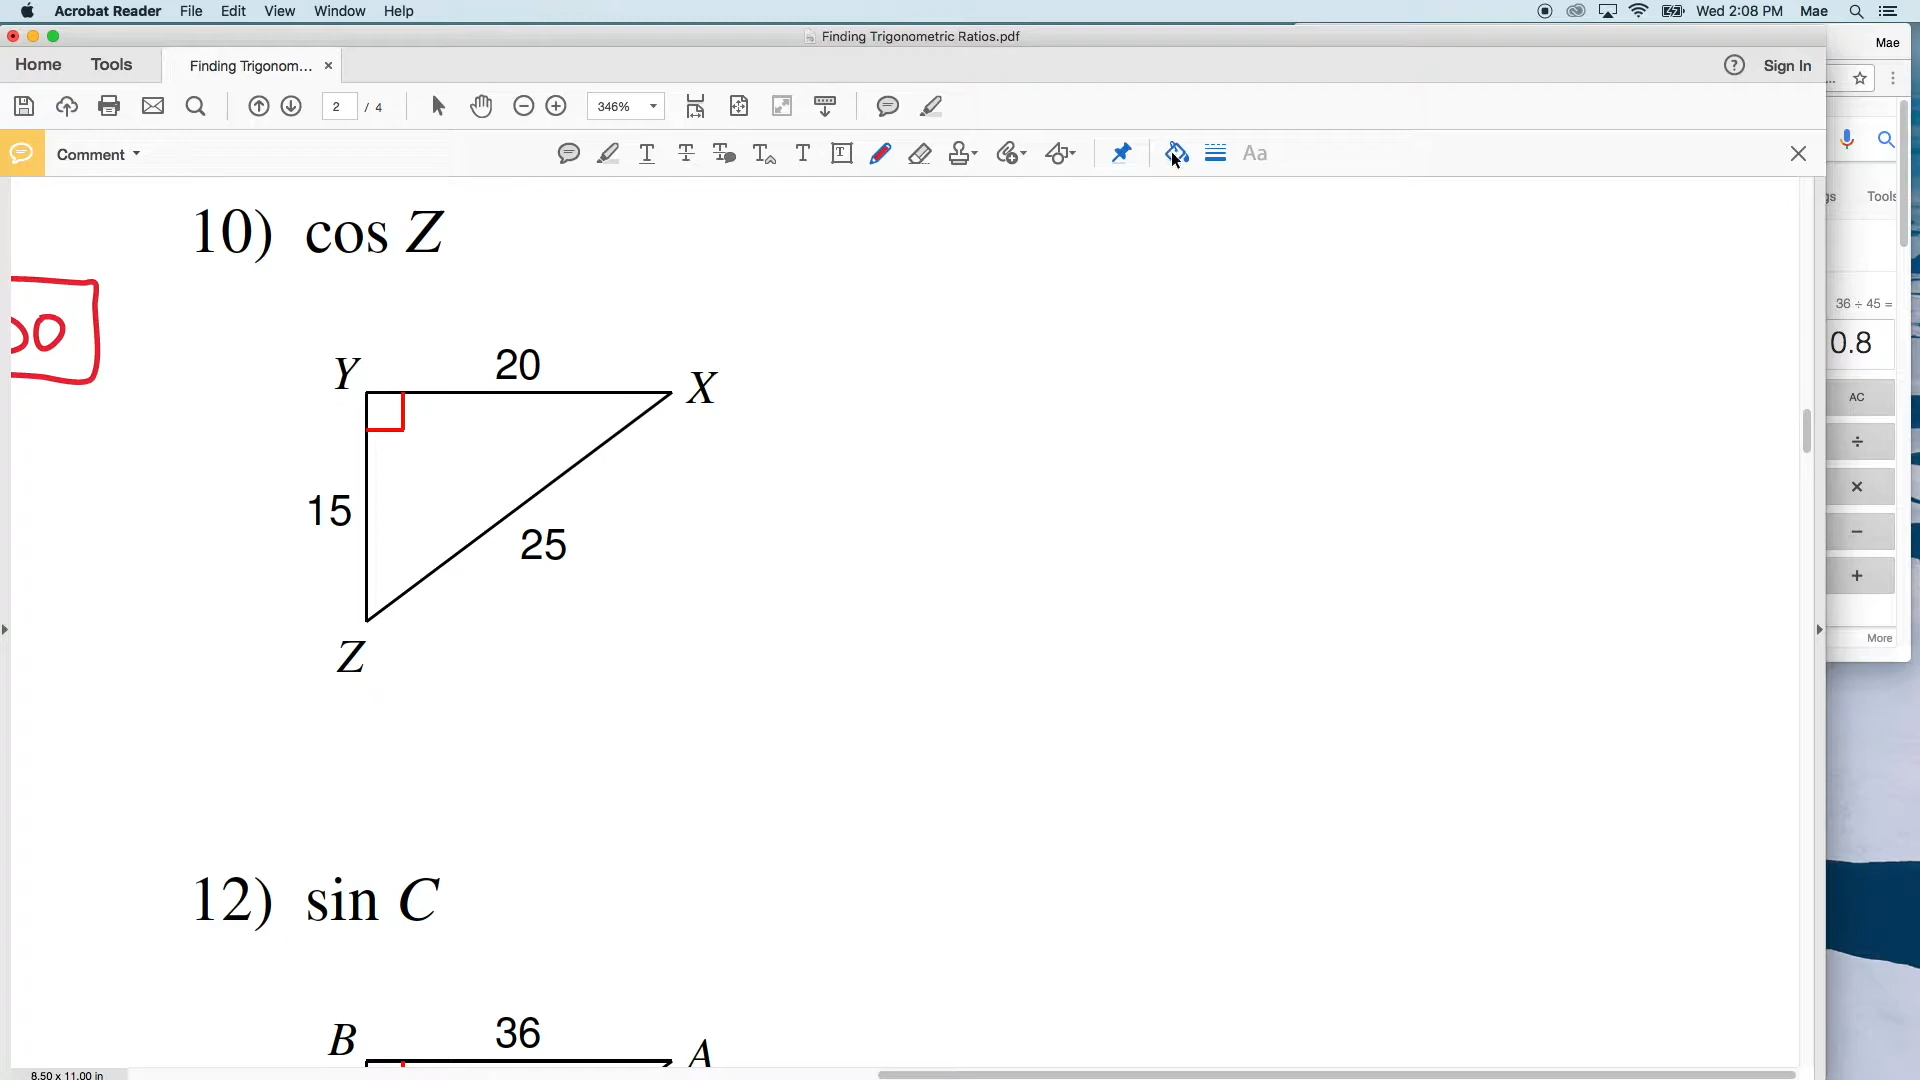 Acrobat Reader File Edit View Window Help Wed 2:08 PM Mae
Finding Trigonometric Ratios.pdf
Mae
Home Tools Finding Trigonom... × ? Sign In
2 / 4 346%
Comment T T T T T T Aa
Tools
10) cos Z
36 ÷ 45 =
0.8
Y 20 X
AC
÷
×
−
+
15
25
More
Z
12) sin C
B 36 A
8.50 x 11.00 in